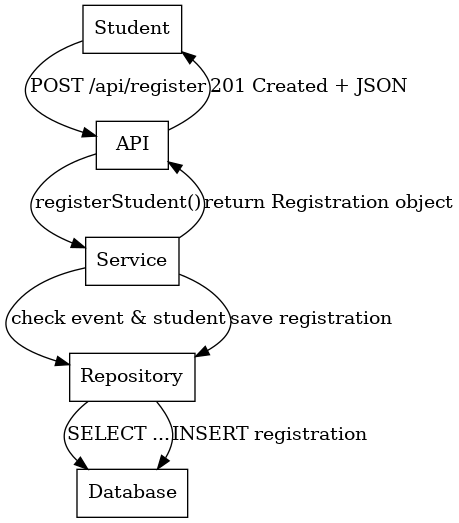 Student
POST /api/register 201 Created + JSON
API
registerStudent() return Registration object
Service
check event & student save registration
Repository
SELECT ... INSERT registration
Database